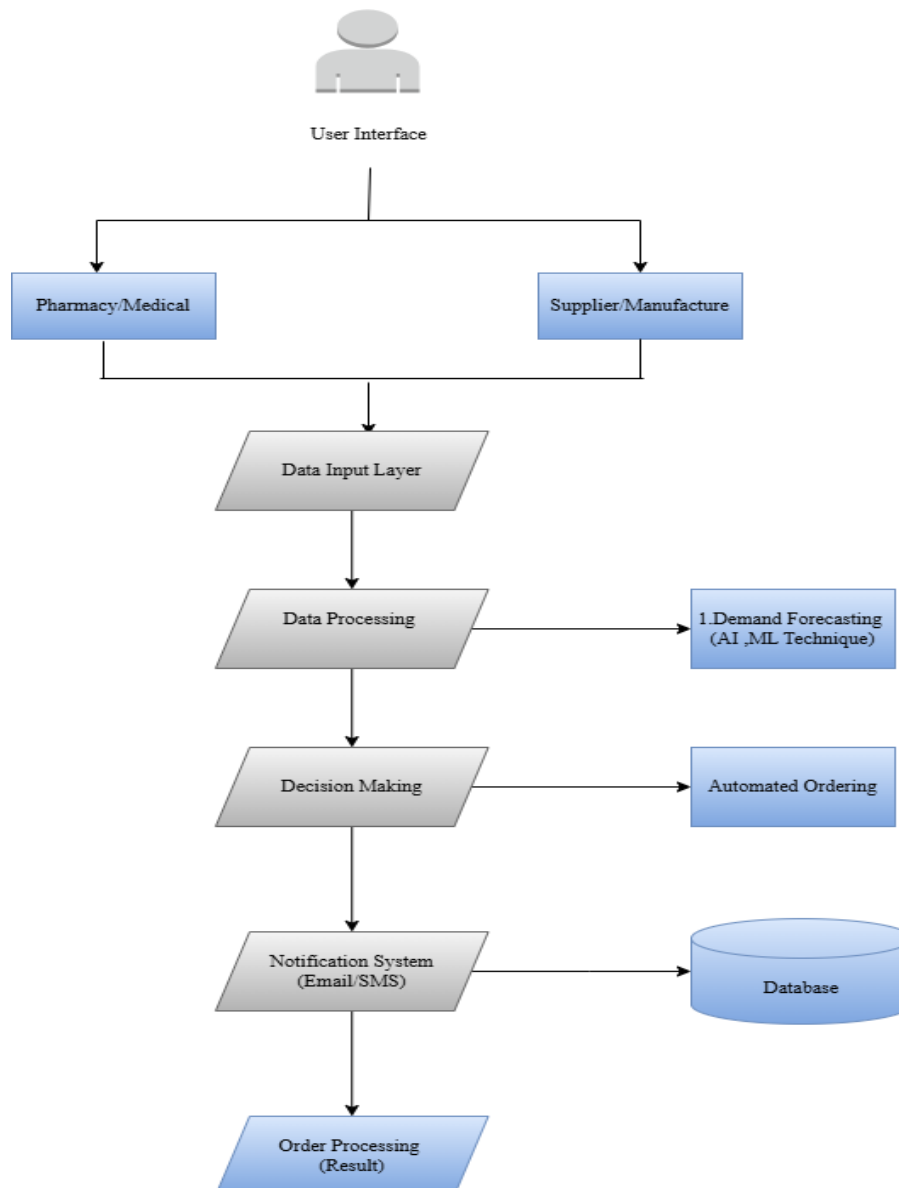 User Interface
Pharmacy/Medical
Supplier/Manufacture
Data Input Layer
Data Processing
1.Demand Forecasting
(AI ,ML Technique)
Decision Making
Automated Ordering
Notification System
(Email/SMS)
Database
Order Processing
(Result)